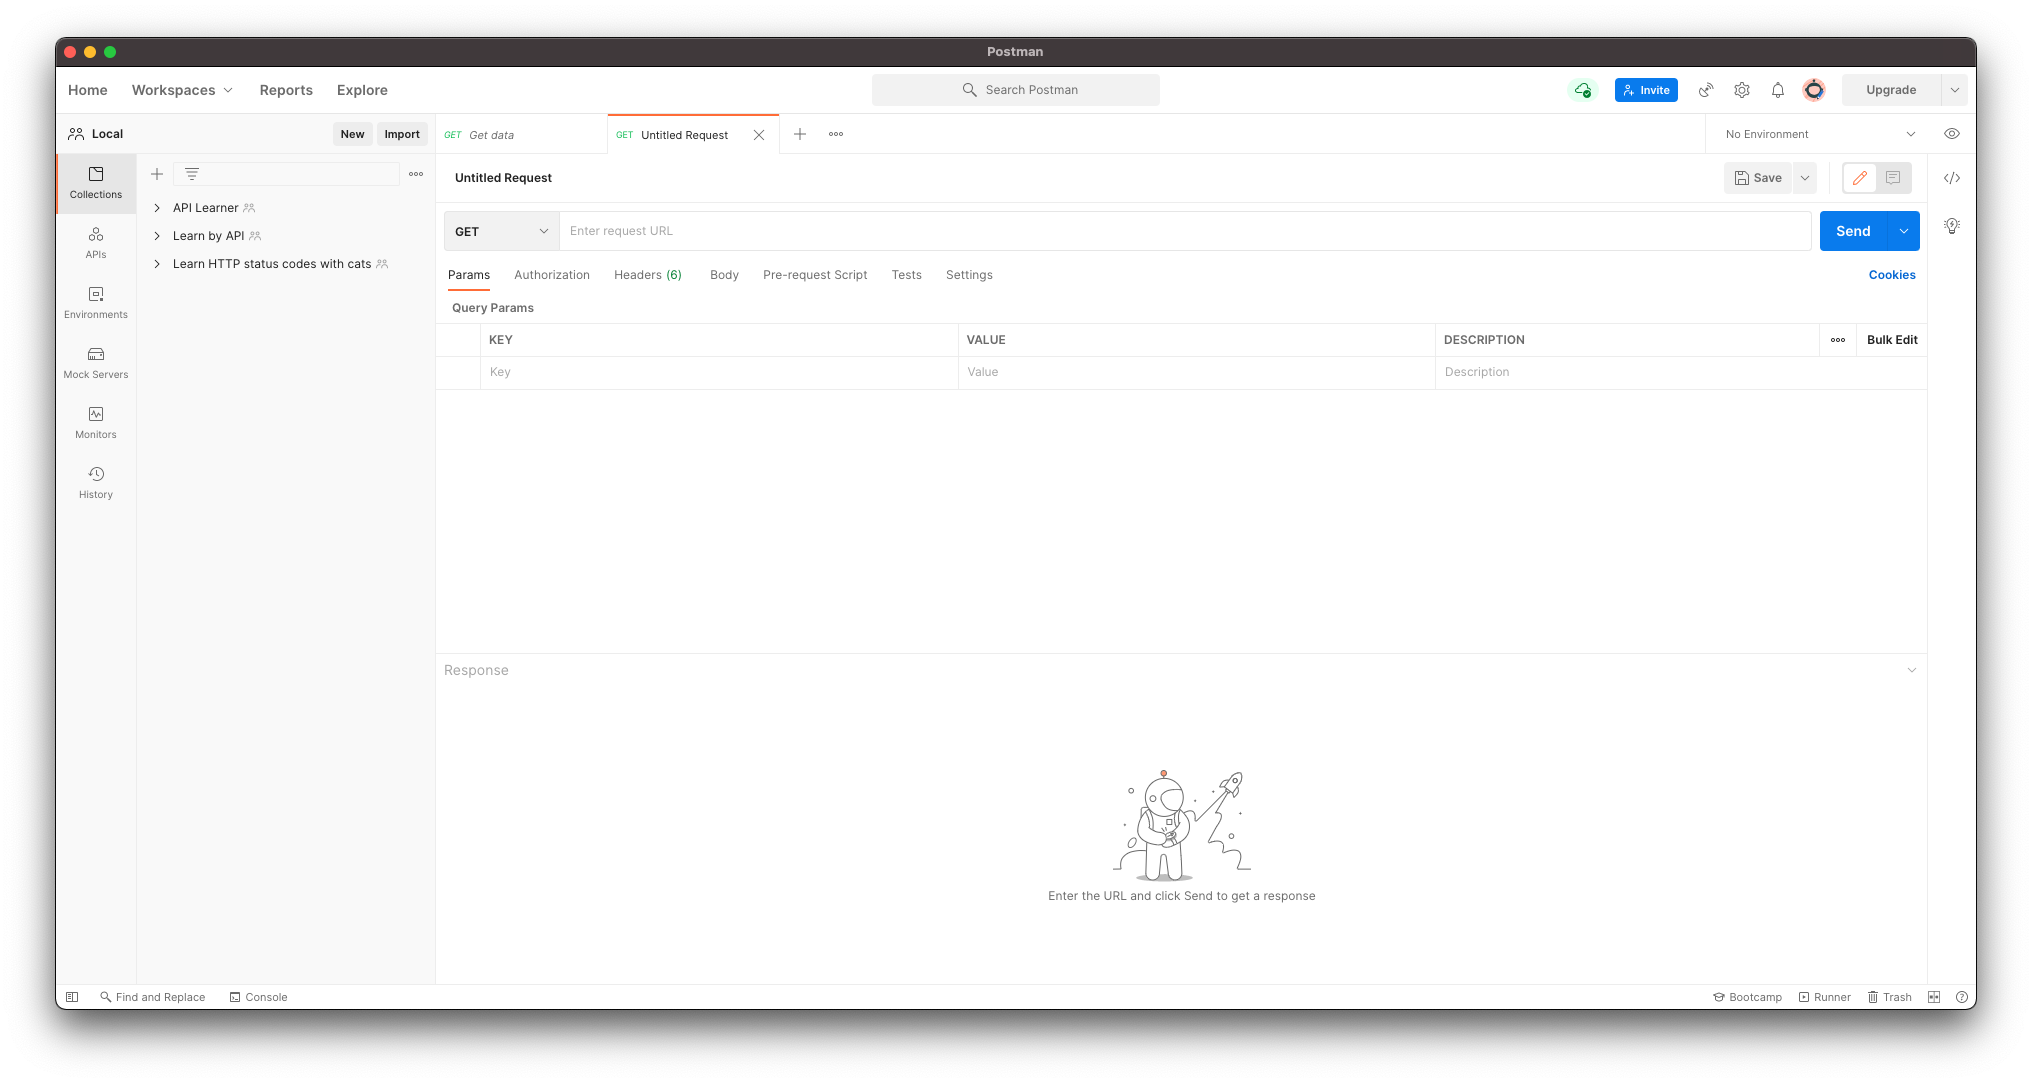 Postman
Home Workspaces Reports Explore Search Postman Invite Upgrade
Local New Import GET Get data GET Untitled Request No Environment
Collections
APIs
Environments
Mock Servers
Monitors
History
API Learner
Learn by API
Learn HTTP status codes with cats
Untitled Request Save
GET Enter request URL Send
Params Authorization Headers (6) Body Pre-request Script Tests Settings Cookies
Query Params
KEY VALUE DESCRIPTION Bulk Edit
Key Value Description
Response
Enter the URL and click Send to get a response
Find and Replace Console Bootcamp Runner Trash